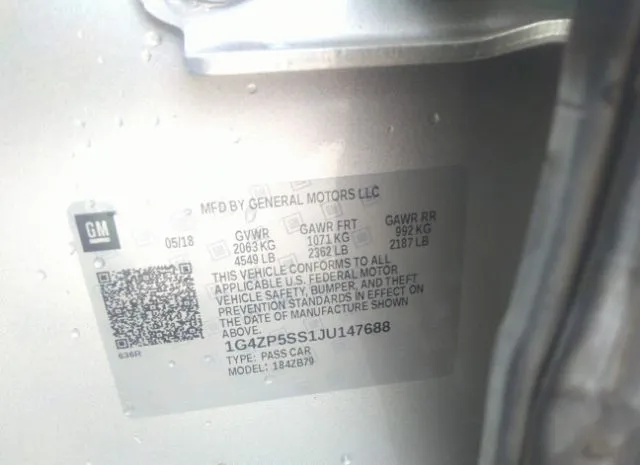 MFD BY GENERAL MOTORS LLC
GM
05/18
GVWR GAWR FRT GAWR RR
2063 KG 1071 KG 992 KG
4549 LB 2362 LB 2187 LB
THIS VEHICLE CONFORMS TO ALL
APPLICABLE U.S. FEDERAL MOTOR
VEHICLE SAFETY, BUMPER, AND THEFT
PREVENTION STANDARDS IN EFFECT ON
THE DATE OF MANUFACTURE SHOWN
ABOVE.
1G4ZP5SS1JU147688
TYPE: PASS CAR
MODEL: 184ZB79
636R